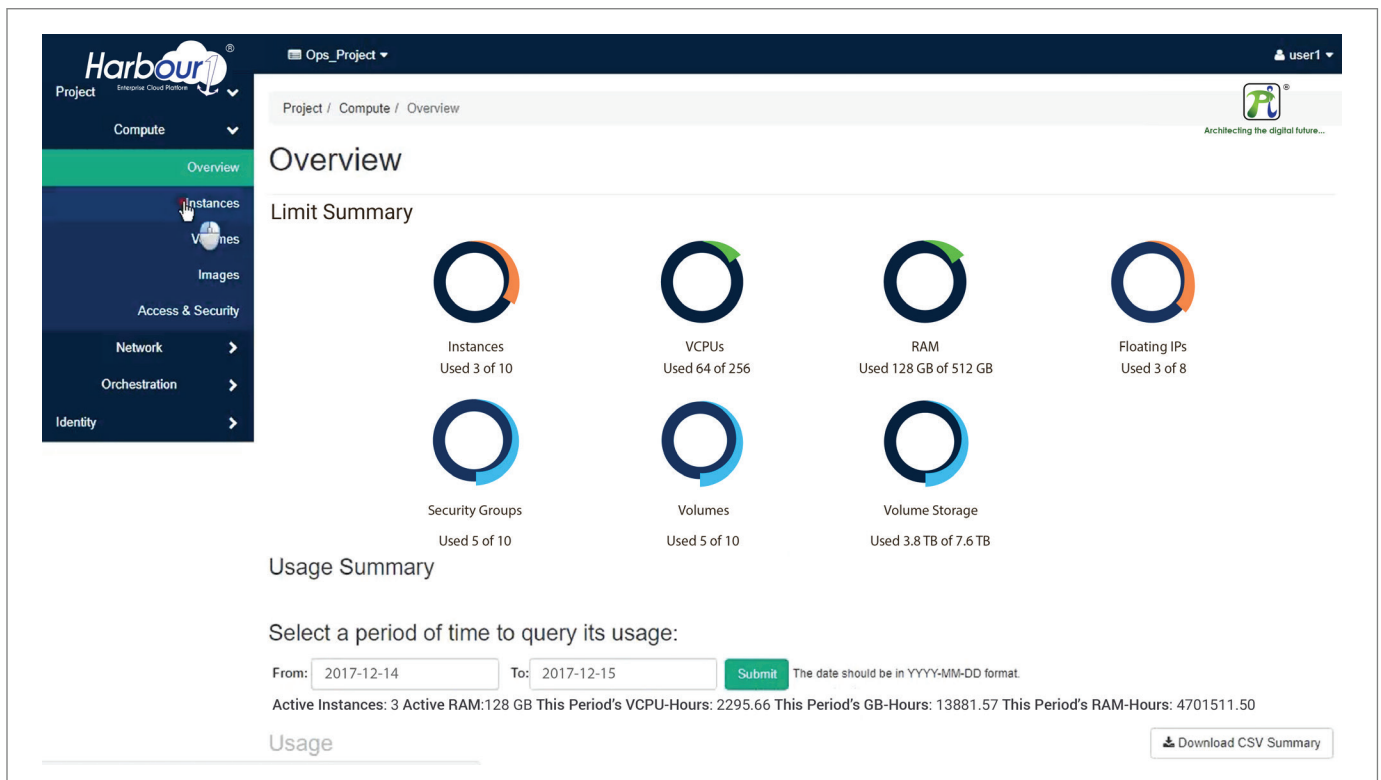 Harbour1®
Enterprise Cloud Platform
Ops_Project
user1
Project
Compute
Overview
Instances
Images
Access & Security
Network
Orchestration
Identity
Project / Compute / Overview
Pi®
Architecting the digital future...
Overview
Limit Summary
Instances
Used 3 of 10
VCPUs
Used 64 of 256
RAM
Used 128 GB of 512 GB
Floating IPs
Used 3 of 8
Security Groups
Used 5 of 10
Volumes
Used 5 of 10
Volume Storage
Used 3.8 TB of 7.6 TB
Usage Summary
Select a period of time to query its usage:
From: 2017-12-14 To: 2017-12-15 Submit The date should be in YYYY-MM-DD format.
Active Instances: 3 Active RAM:128 GB This Period's VCPU-Hours: 2295.66 This Period's GB-Hours: 13881.57 This Period's RAM-Hours: 4701511.50
Usage
Download CSV Summary